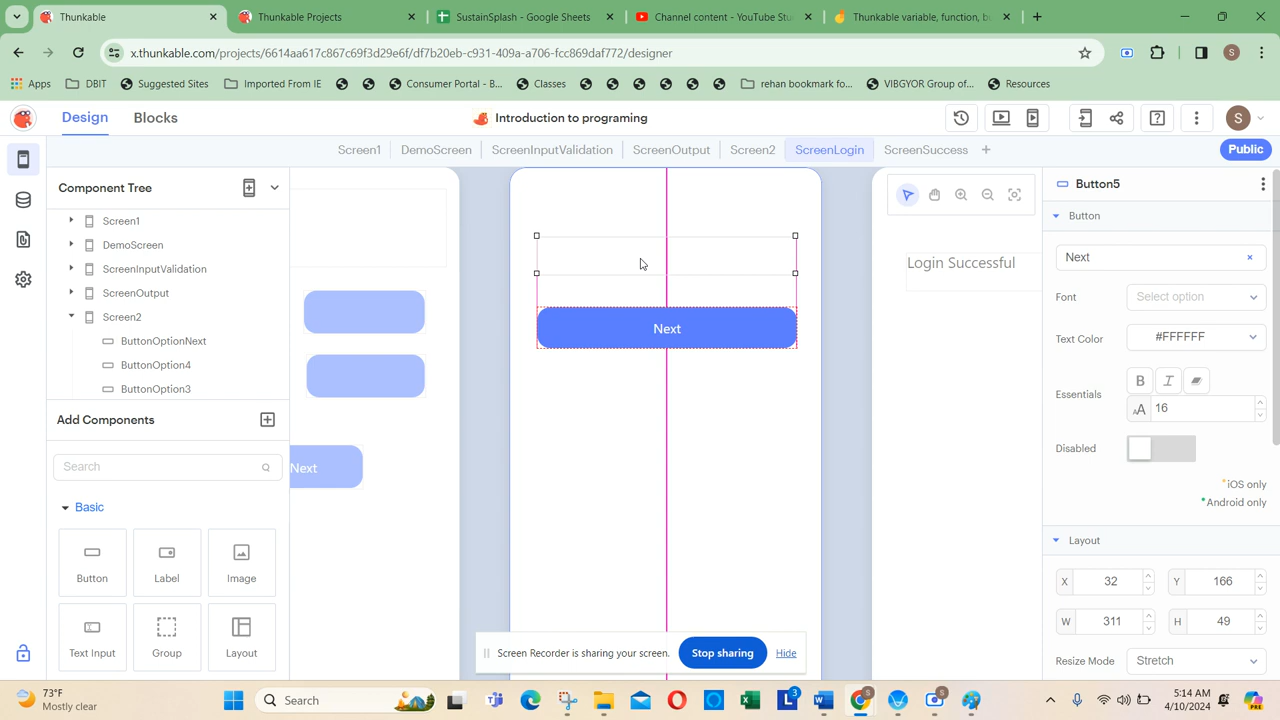 Thunkable
Thunkable Projects
SustainSplash - Google Sheets
Channel content - YouTube Stu
Thunkable variable, function, b
x.thunkable.com/projects/6614aa617c867c69f3d29e6f/df7b20eb-c931-409a-a706-fcc869daf772/designer
S
Apps
DBIT
Suggested Sites
Imported From IE
Consumer Portal - B...
Classes
rehan bookmark fo...
VIBGYOR Group of...
Resources
Design
Blocks
Introduction to programing
S
Screen1
DemoScreen
ScreenInputValidation
ScreenOutput
Screen2
ScreenLogin
ScreenSuccess
Public
Component Tree
Screen1
DemoScreen
ScreenInputValidation
ScreenOutput
Screen2
ButtonOptionNext
ButtonOption4
ButtonOption3
Add Components
Search
Basic
Button
Label
Image
Text Input
Group
Layout
Next
Next
Login Successful
Button5
Button
Next
Font
Select option
Text Color
#FFFFFF
Essentials
B
I
AA
16
Disabled
*iOS only
*Android only
Layout
X
32
Y
166
W
311
H
49
Resize Mode
Stretch
Screen Recorder is sharing your screen.
Stop sharing
Hide
73°F
Mostly clear
Search
3
5:14 AM
4/10/2024